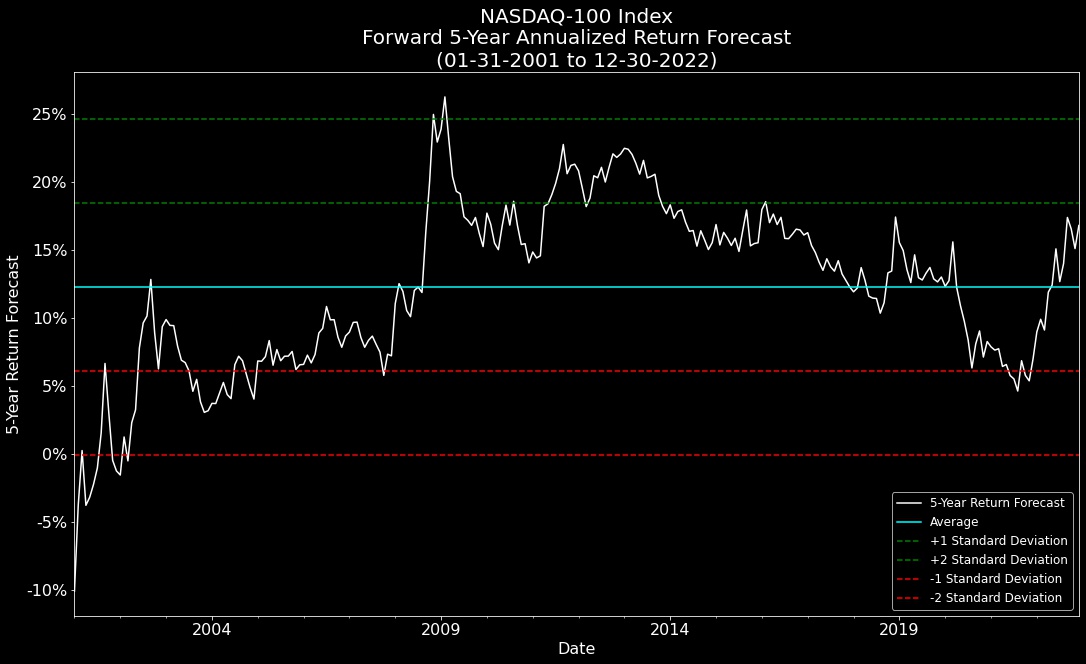 NASDAQ-100 Index
Forward 5-Year Annualized Return Forecast
(01-31-2001 to 12-30-2022)
25%
20%
15%
10%
5%
0%
-5%
-10%
5-Year Return Forecast
2004
2009
2014
2019
Date
5-Year Return Forecast
Average
+1 Standard Deviation
+2 Standard Deviation
-1 Standard Deviation
-2 Standard Deviation